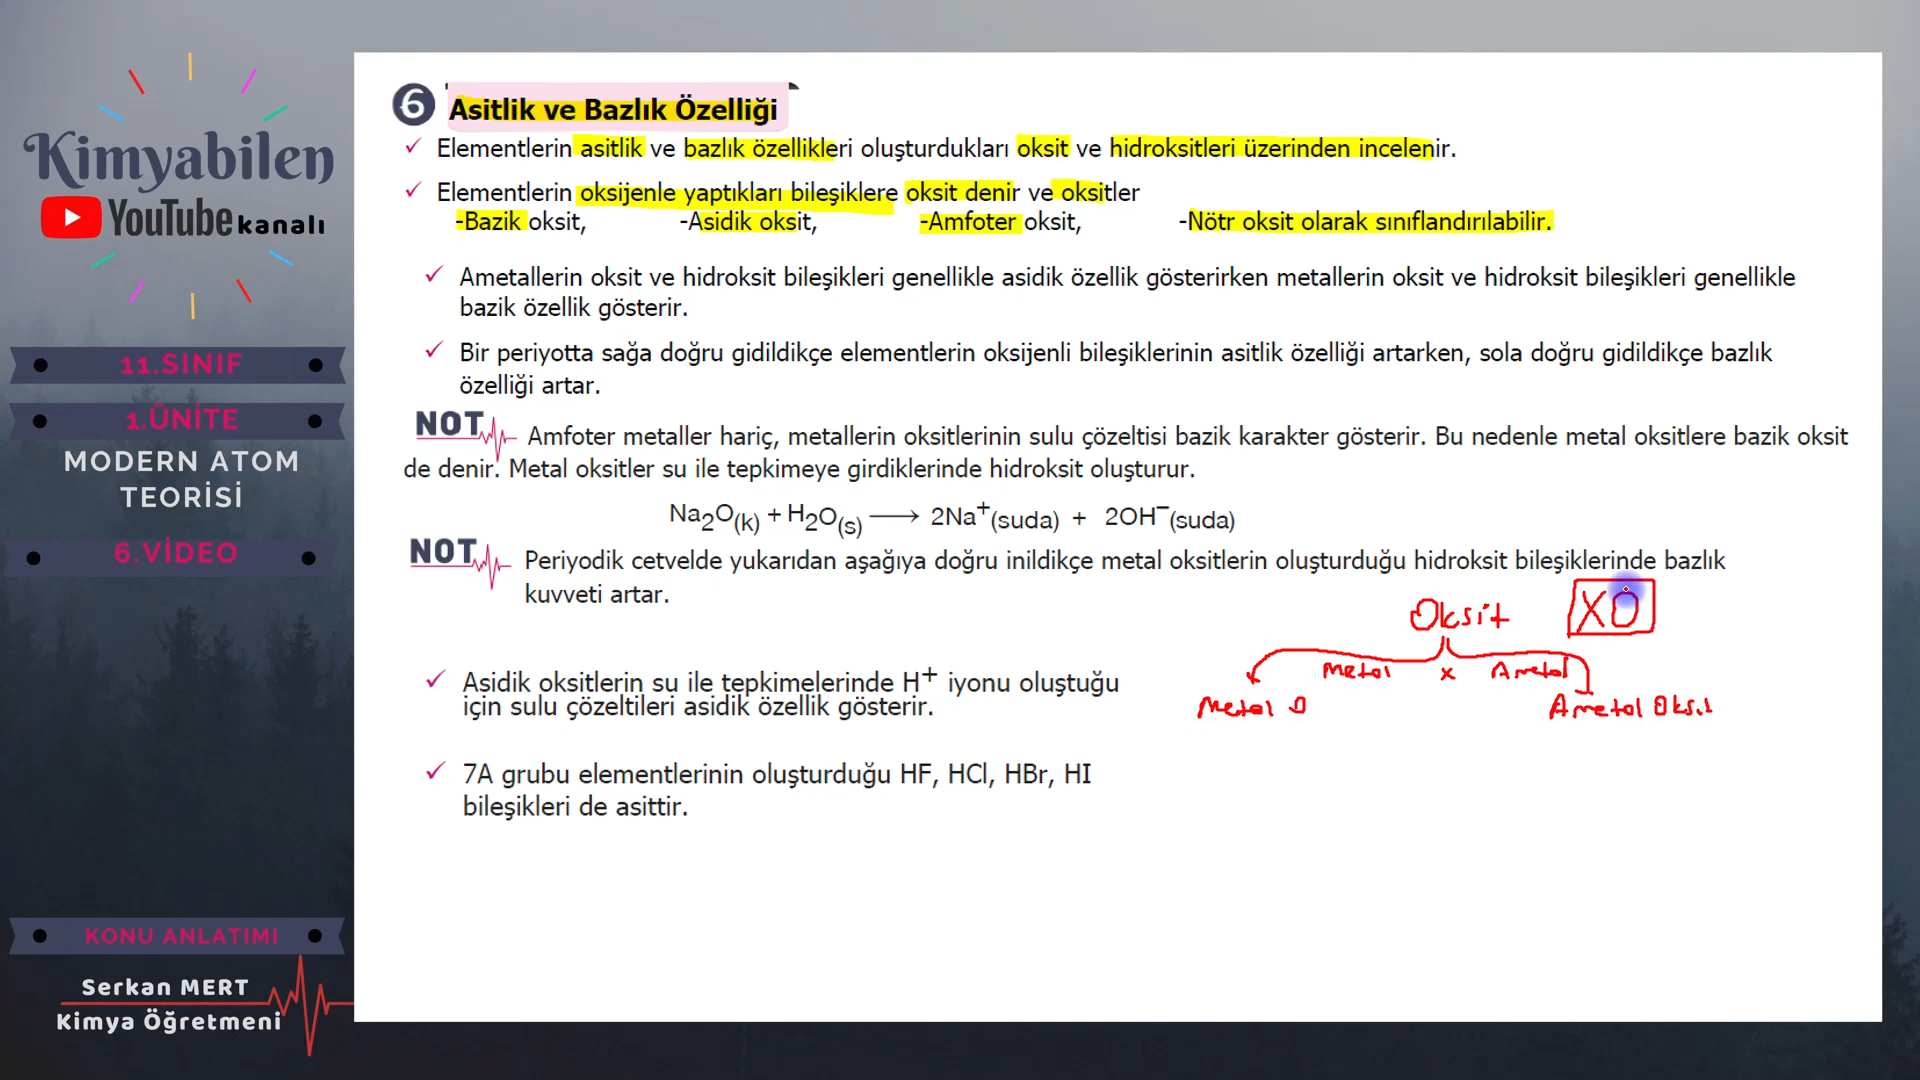 Kimyabilen
YouTube kanalı
11.SINIF
1.ÜNİTE
MODERN ATOM
TEORİSİ
6.VİDEO
KONU ANLATIMI
Serkan MERT
Kimya Öğretmeni
6 Asitlik ve Bazlık Özelliği
✓ Elementlerin asitlik ve bazlık özellikleri oluşturdukları oksit ve hidroksitleri üzerinden incelenir.
✓ Elementlerin oksijenle yaptıkları bileşiklere oksit denir ve oksitler
-Bazik oksit, -Asidik oksit, -Amfoter oksit, -Nötr oksit olarak sınıflandırılabilir.
✓ Ametallerin oksit ve hidroksit bileşikleri genellikle asidik özellik gösterirken metallerin oksit ve hidroksit bileşikleri genellikle
bazik özellik gösterir.
✓ Bir periyotta sağa doğru gidildikçe elementlerin oksijenli bileşiklerinin asitlik özelliği artarken, sola doğru gidildikçe bazlık
özelliği artar.
NOT Amfoter metaller hariç, metallerin oksitlerinin sulu çözeltisi bazik karakter gösterir. Bu nedenle metal oksitlere bazik oksit
de denir. Metal oksitler su ile tepkimeye girdiklerinde hidroksit oluşturur.
Na₂O(k) + H₂O(s) ⟶ 2Na⁺(suda) + 2OH⁻(suda)
NOT Periyodik cetvelde yukarıdan aşağıya doğru inildikçe metal oksitlerin oluşturduğu hidroksit bileşiklerinde bazlık
kuvveti artar.
Oksit XO
Metal x Ametal
Metal O Ametal Oksit
✓ Asidik oksitlerin su ile tepkimelerinde H⁺ iyonu oluştuğu
için sulu çözeltileri asidik özellik gösterir.
✓ 7A grubu elementlerinin oluşturduğu HF, HCl, HBr, HI
bileşikleri de asittir.